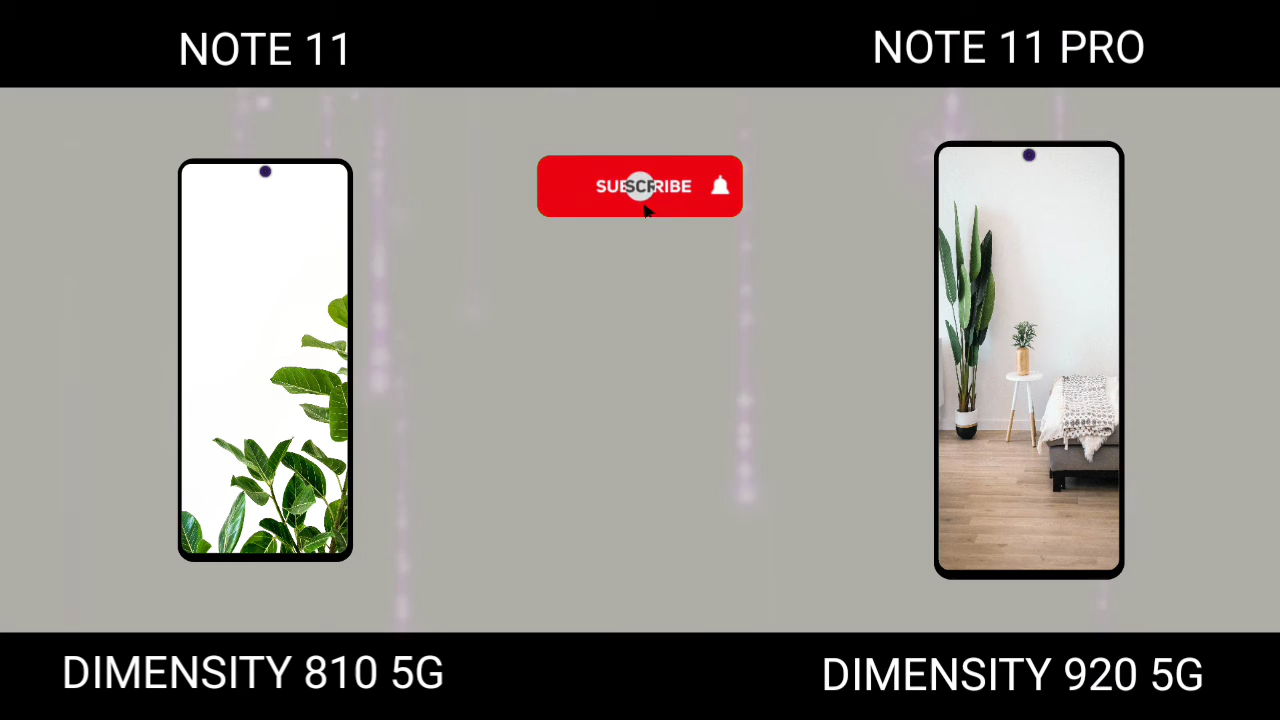 NOTE 11
NOTE 11 PRO
SUBSCRIBE
DIMENSITY 810 5G
DIMENSITY 920 5G